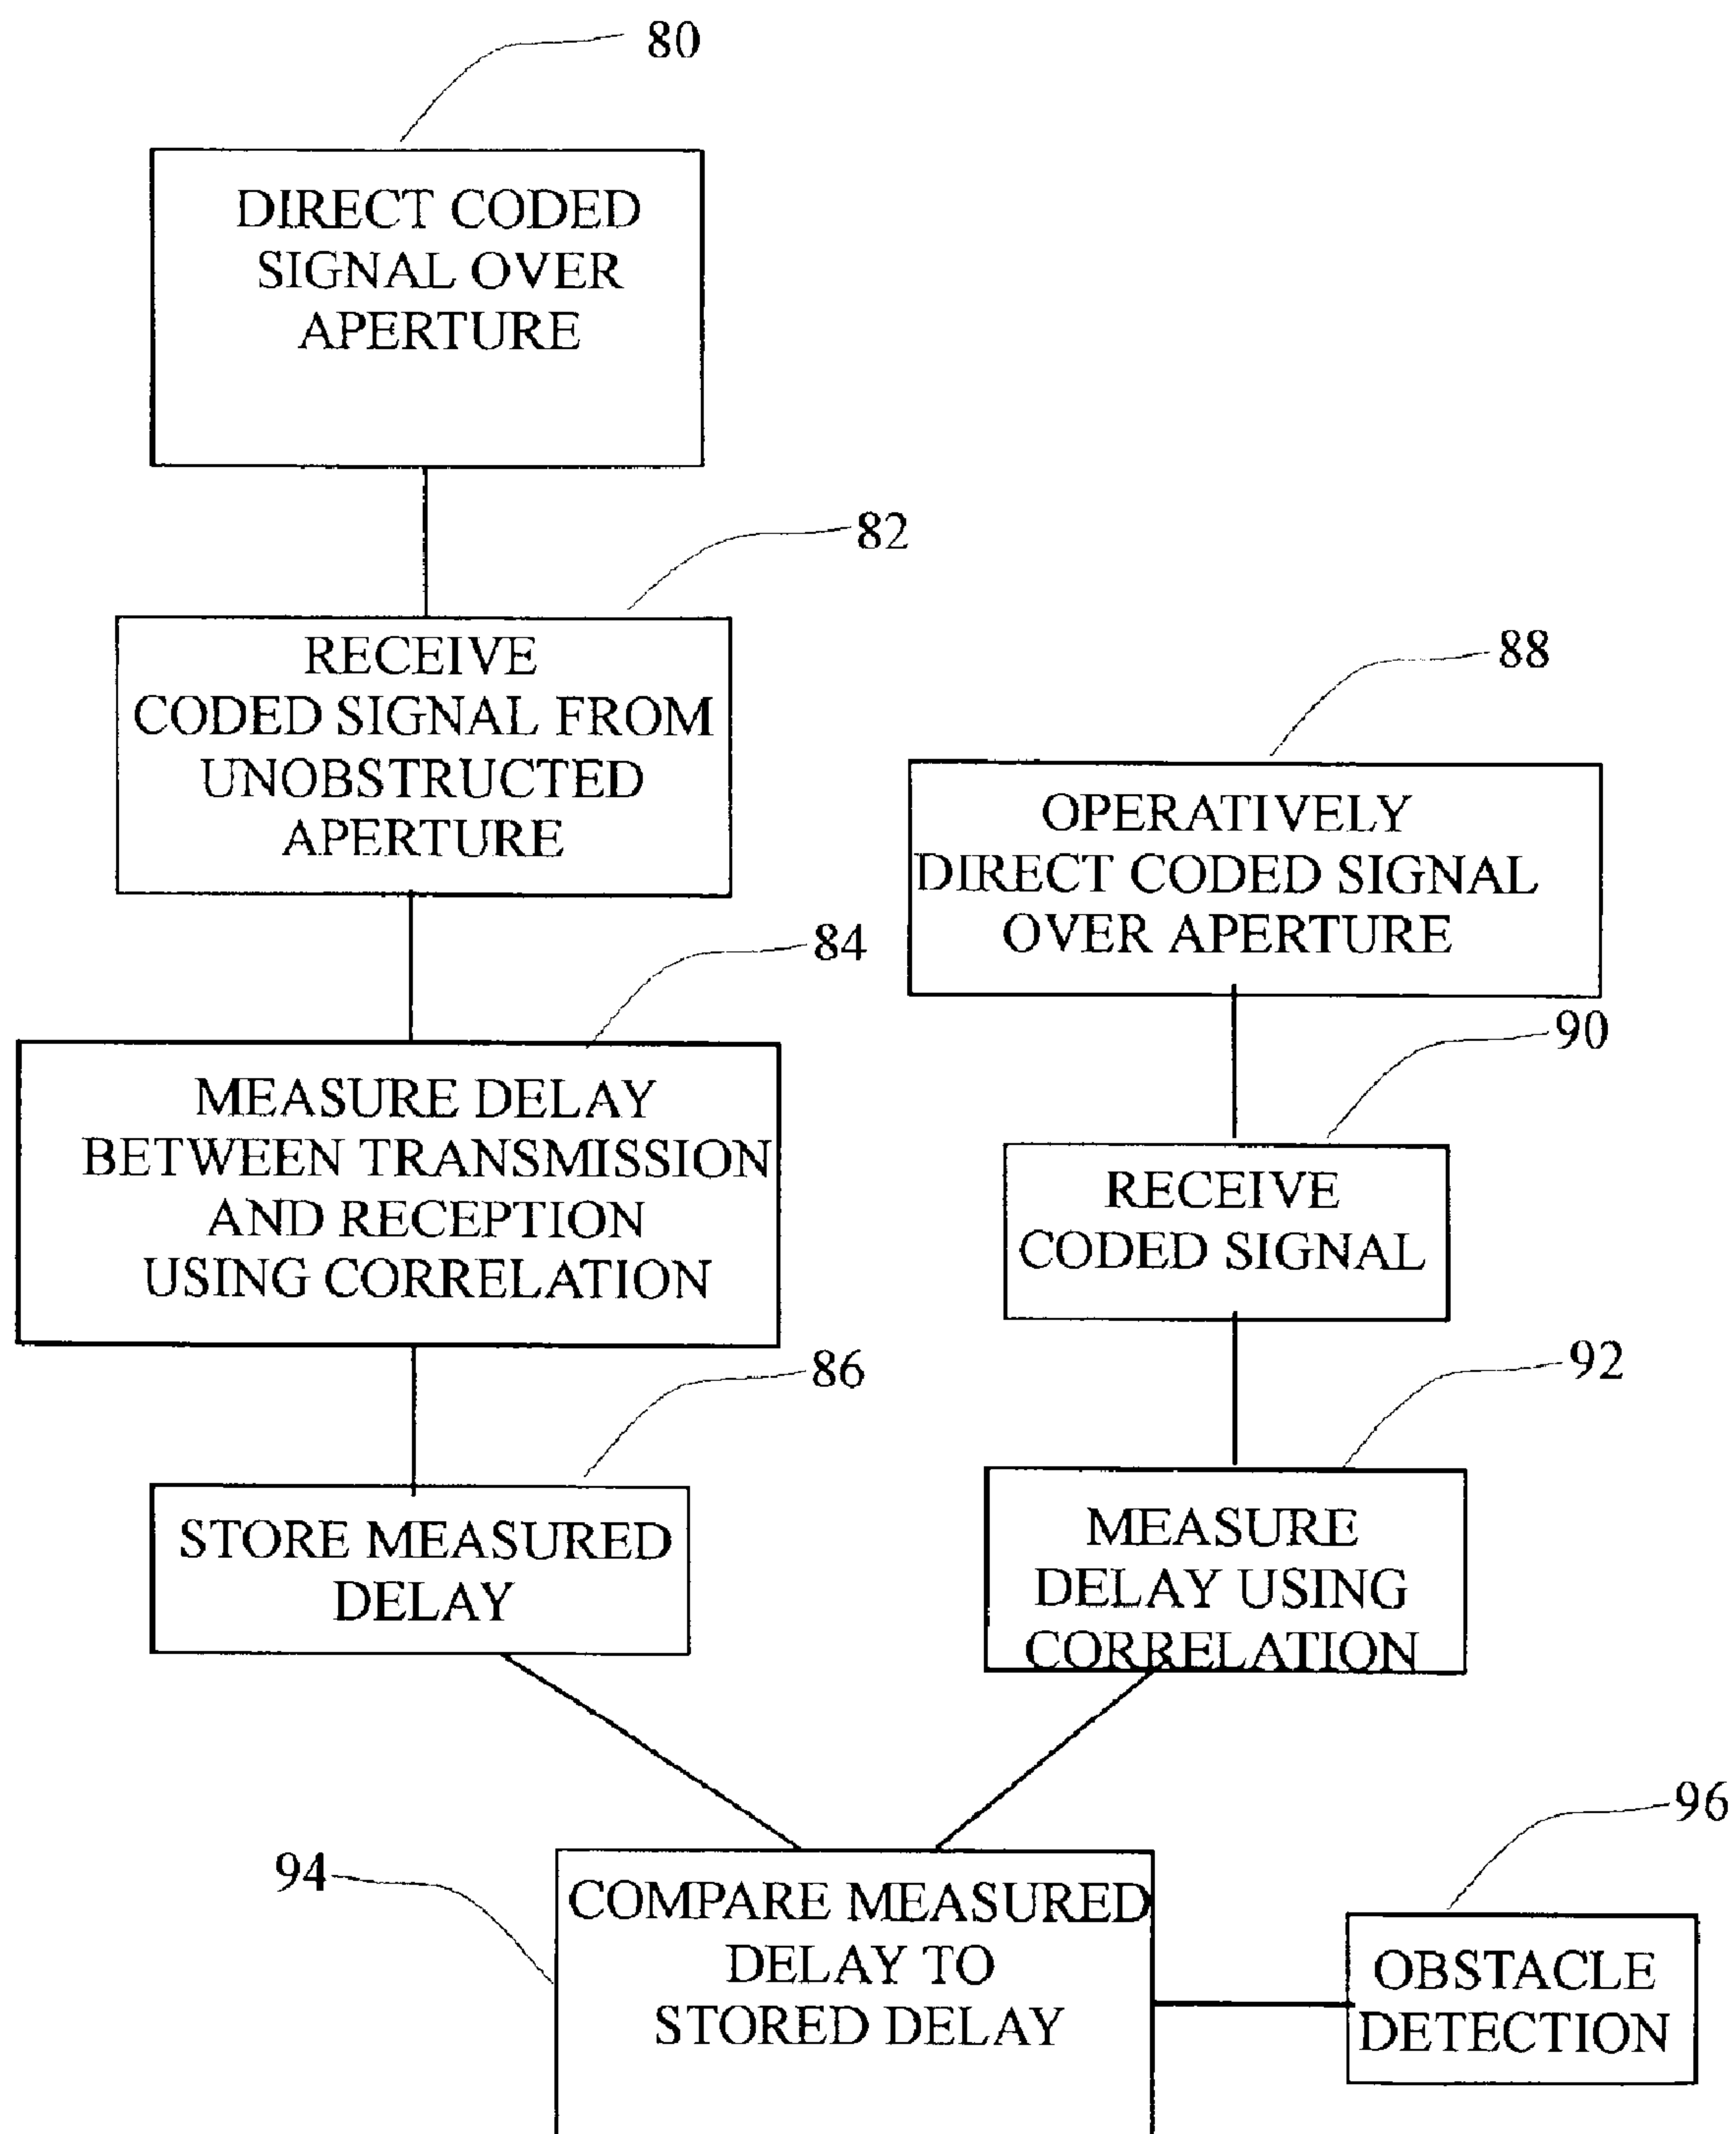 80
DIRECT CODED
SIGNAL OVER
APERTURE
82
RECEIVE
CODED SIGNAL FROM
UNOBSTRUCTED
APERTURE
84
MEASURE DELAY
BETWEEN TRANSMISSION
AND RECEPTION
USING CORRELATION
86
STORE MEASURED
DELAY
88
OPERATIVELY
DIRECT CODED SIGNAL
OVER APERTURE
90
RECEIVE
CODED SIGNAL
92
MEASURE
DELAY USING
CORRELATION
94
COMPARE MEASURED
DELAY TO
STORED DELAY
96
OBSTACLE
DETECTION